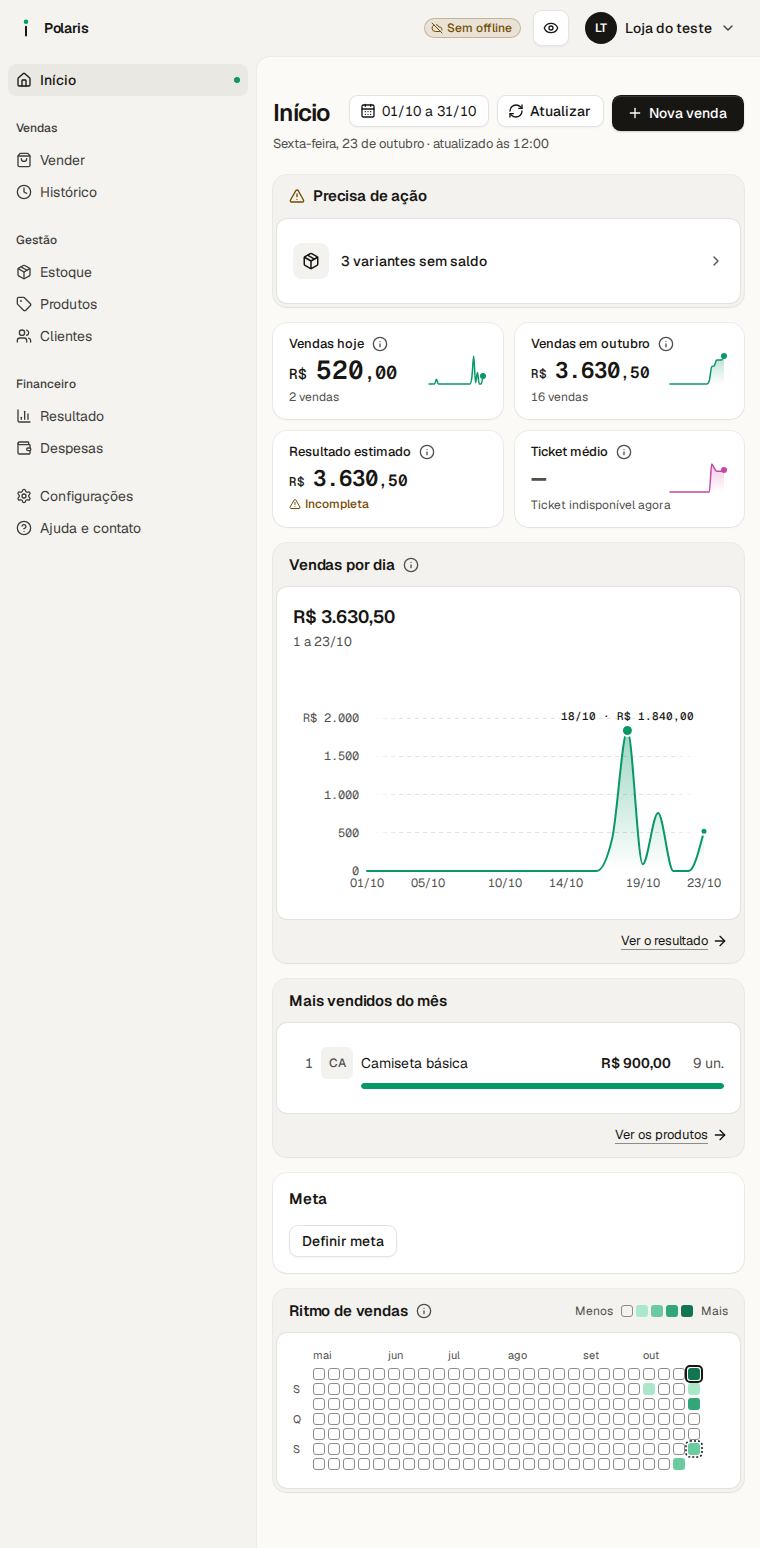 Polaris
Sem offline
LT
Loja do teste
Início
Vendas
Vender
Histórico
Gestão
Estoque
Produtos
Clientes
Financeiro
Resultado
Despesas
Configurações
Ajuda e contato
Início
01/10 a 31/10
Atualizar
Nova venda
Sexta-feira, 23 de outubro · atualizado às 12:00
Precisa de ação
3 variantes sem saldo
Vendas hoje
R$ 520,00
2 vendas
Vendas em outubro
R$ 3.630,50
16 vendas
Resultado estimado
R$ 3.630,50
Incompleta
Ticket médio
—
Ticket indisponível agora
Vendas por dia
R$ 3.630,50
1 a 23/10
18/10 · R$ 1.840,00
R$ 2.000
1.500
1.000
500
0
01/10 05/10 10/10 14/10 19/10 23/10
Ver o resultado
Mais vendidos do mês
1 CA Camiseta básica R$ 900,00 9 un.
Ver os produtos
Meta
Definir meta
Ritmo de vendas
Menos Mais
mai jun jul ago set out
S
Q
S